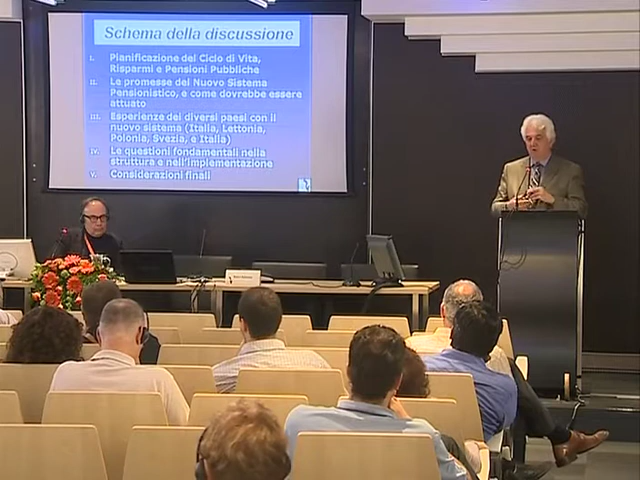 Schema della discussione
I. Pianificazione del Ciclo di Vita,
Risparmi e Pensioni Pubbliche
II. Le promesse del Nuovo Sistema
Pensionistico, e come dovrebbe essere
attuato
III. Esperienze dei diversi paesi con il
nuovo sistema (Italia, Lettonia,
Polonia, Svezia, e Italia)
IV. Le questioni fondamentali nella
struttura e nell'implementazione
V. Considerazioni finali